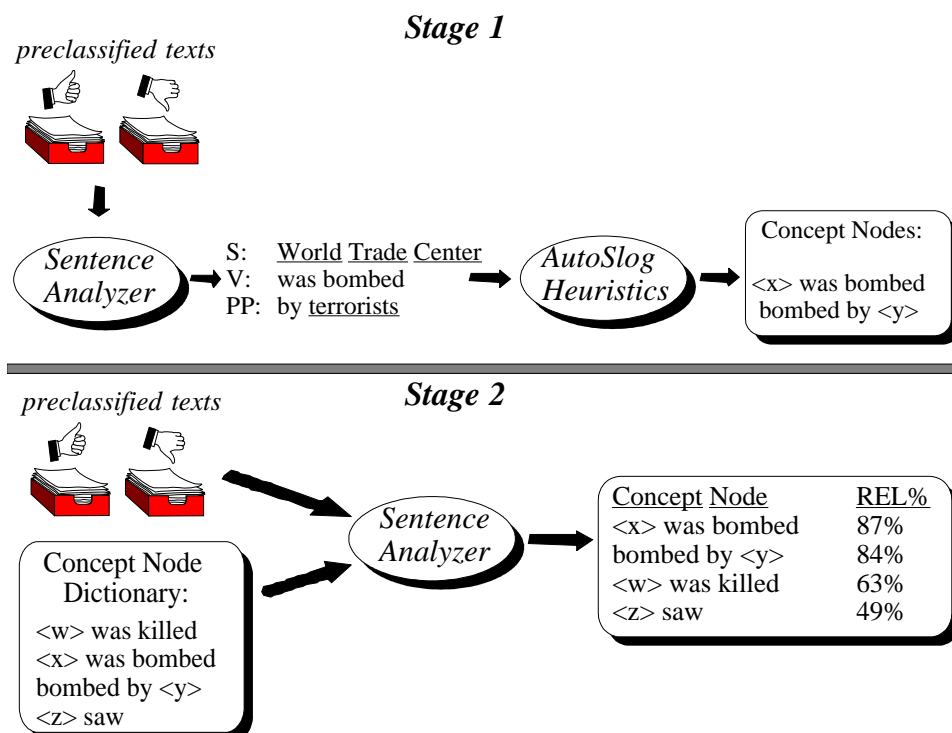 Stage 1
preclassified texts
Sentence
Analyzer
S: World Trade Center
V: was bombed
PP: by terrorists
AutoSlog
Heuristics
Concept Nodes:
<x> was bombed
bombed by <y>
Stage 2
preclassified texts
Concept Node
Dictionary:
<w> was killed
<x> was bombed
bombed by <y>
<z> saw
Sentence
Analyzer
Concept Node REL%
<x> was bombed 87%
bombed by <y> 84%
<w> was killed 63%
<z> saw 49%